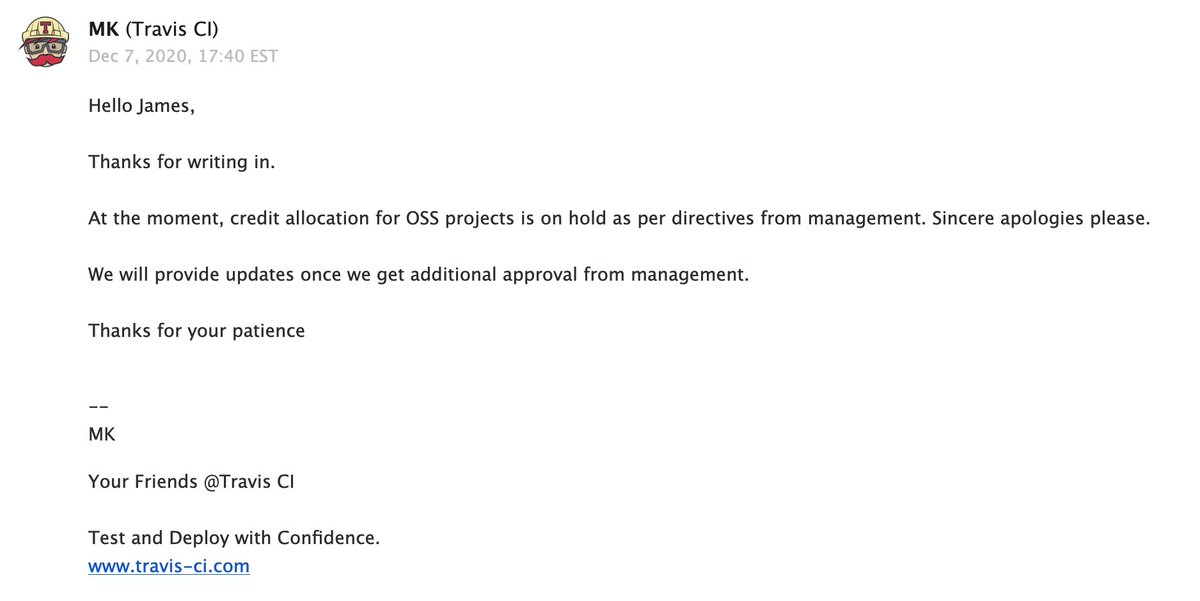 MK (Travis CI)
Dec 7, 2020, 17:40 EST
Hello James,
Thanks for writing in.
At the moment, credit allocation for OSS projects is on hold as per directives from management. Sincere apologies please.
We will provide updates once we get additional approval from management.
Thanks for your patience
--
MK
Your Friends @Travis CI
Test and Deploy with Confidence.
www.travis-ci.com